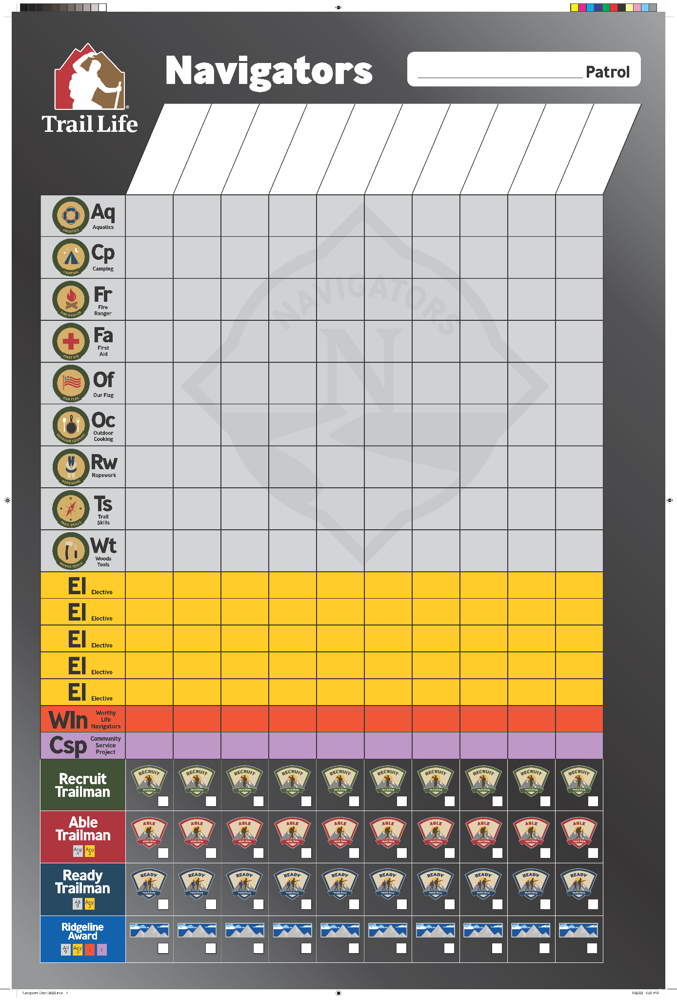 Navigators
Patrol
Trail Life
®
AQUATICS
Aq
Aquatics
CAMPING
Cp
Camping
FIRE RANGER
Fr
Fire
Ranger
FIRST AID
Fa
First
Aid
OUR FLAG
Of
Our Flag
OUTDOOR COOKING
Oc
Outdoor
Cooking
ROPEWORK
Rw
Ropework
N
TRAIL SKILLS
Ts
Trail
Skills
WOODS TOOLS
Wt
Woods
Tools
NAVIGATORS
N
El Elective
El Elective
El Elective
El Elective
El Elective
Wln
Worthy
Life
Navigators
Csp
Community
Service
Project
Recruit
Trailman
RECRUIT RECRUIT RECRUIT RECRUIT RECRUIT RECRUIT RECRUIT RECRUIT RECRUIT RECRUIT
TRAILMAN TRAILMAN TRAILMAN TRAILMAN TRAILMAN TRAILMAN TRAILMAN TRAILMAN TRAILMAN TRAILMAN
Able
Trailman
Any 4
Any 2
ABLE ABLE ABLE ABLE ABLE ABLE ABLE ABLE ABLE ABLE
TRAILMAN TRAILMAN TRAILMAN TRAILMAN TRAILMAN TRAILMAN TRAILMAN TRAILMAN TRAILMAN TRAILMAN
Ready
Trailman
All 9
Any 3
READY READY READY READY READY READY READY READY READY READY
TRAILMAN TRAILMAN TRAILMAN TRAILMAN TRAILMAN TRAILMAN TRAILMAN TRAILMAN TRAILMAN TRAILMAN
Ridgeline
Award
All 9
Any 3
1
1
Navigators Chart 2022.indd 1